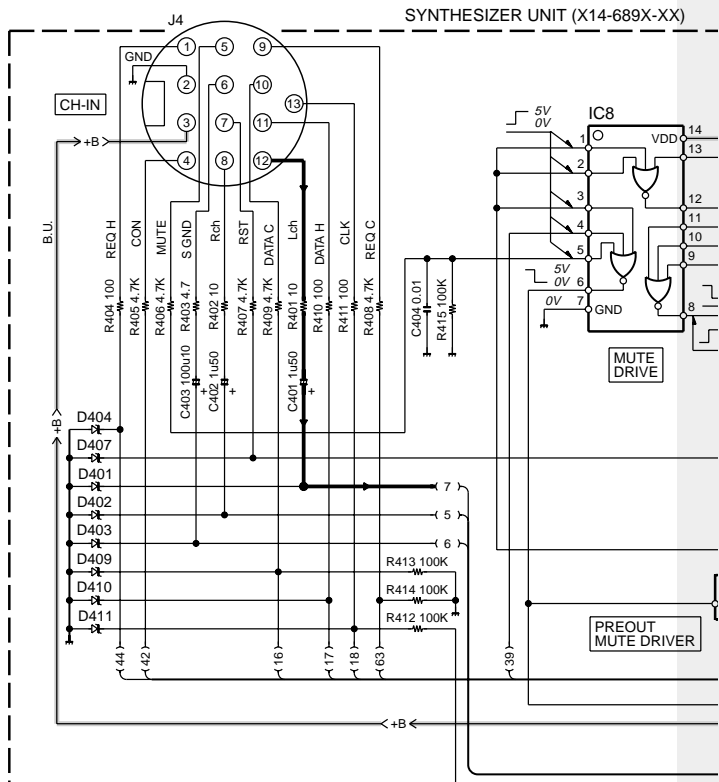 SYNTHESIZER UNIT (X14-689X-XX)
J4
1
5
9
GND
2
6
10
13
CH-IN
3
7
11
+B
4
8
12
5V
0V
IC8
1
VDD
14
13
2
3
12
4
11
10
5
9
5V
0V
6
0V
7
GND
8
MUTE
DRIVE
B.U.
REQ H
CON
MUTE
S GND
Rch
RST
DATA C
Lch
DATA H
CLK
REQ C
R404 100
R405 4.7K
R406 4.7K
R403 4.7
R402 10
R407 4.7K
R409 4.7K
R401 10
R410 100
R411 100
R408 4.7K
C404 0.01
R415 100K
C403 100u10
+
C402 1u50
+
C401 1u50
+
+B
D404
D407
D401
7
D402
5
D403
6
D409
R413 100K
D410
R414 100K
D411
R412 100K
PREOUT
MUTE DRIVER
44
42
16
17
18
63
39
+B